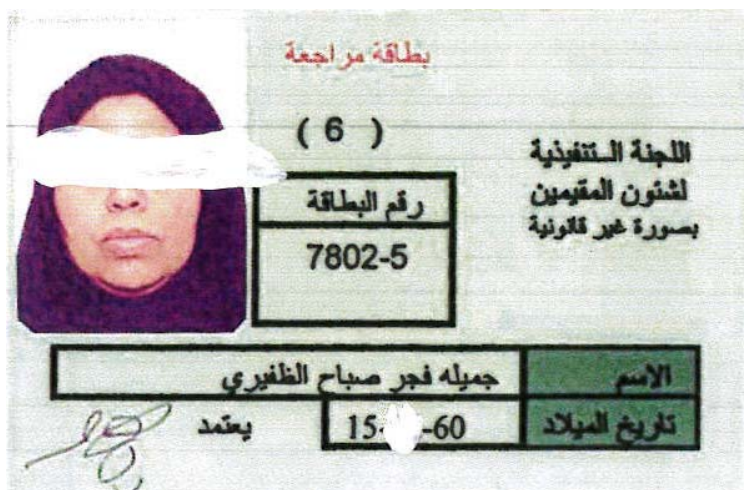 بطاقة مراجعة
( 6 )
اللجنة التنفيذية
لشئون المقيمين
بصورة غير قانونية
رقم البطاقة
7802-5
الاسم جميله فجر صباح الظفيري
تاريخ الميلاد 15- -60 يعتمد